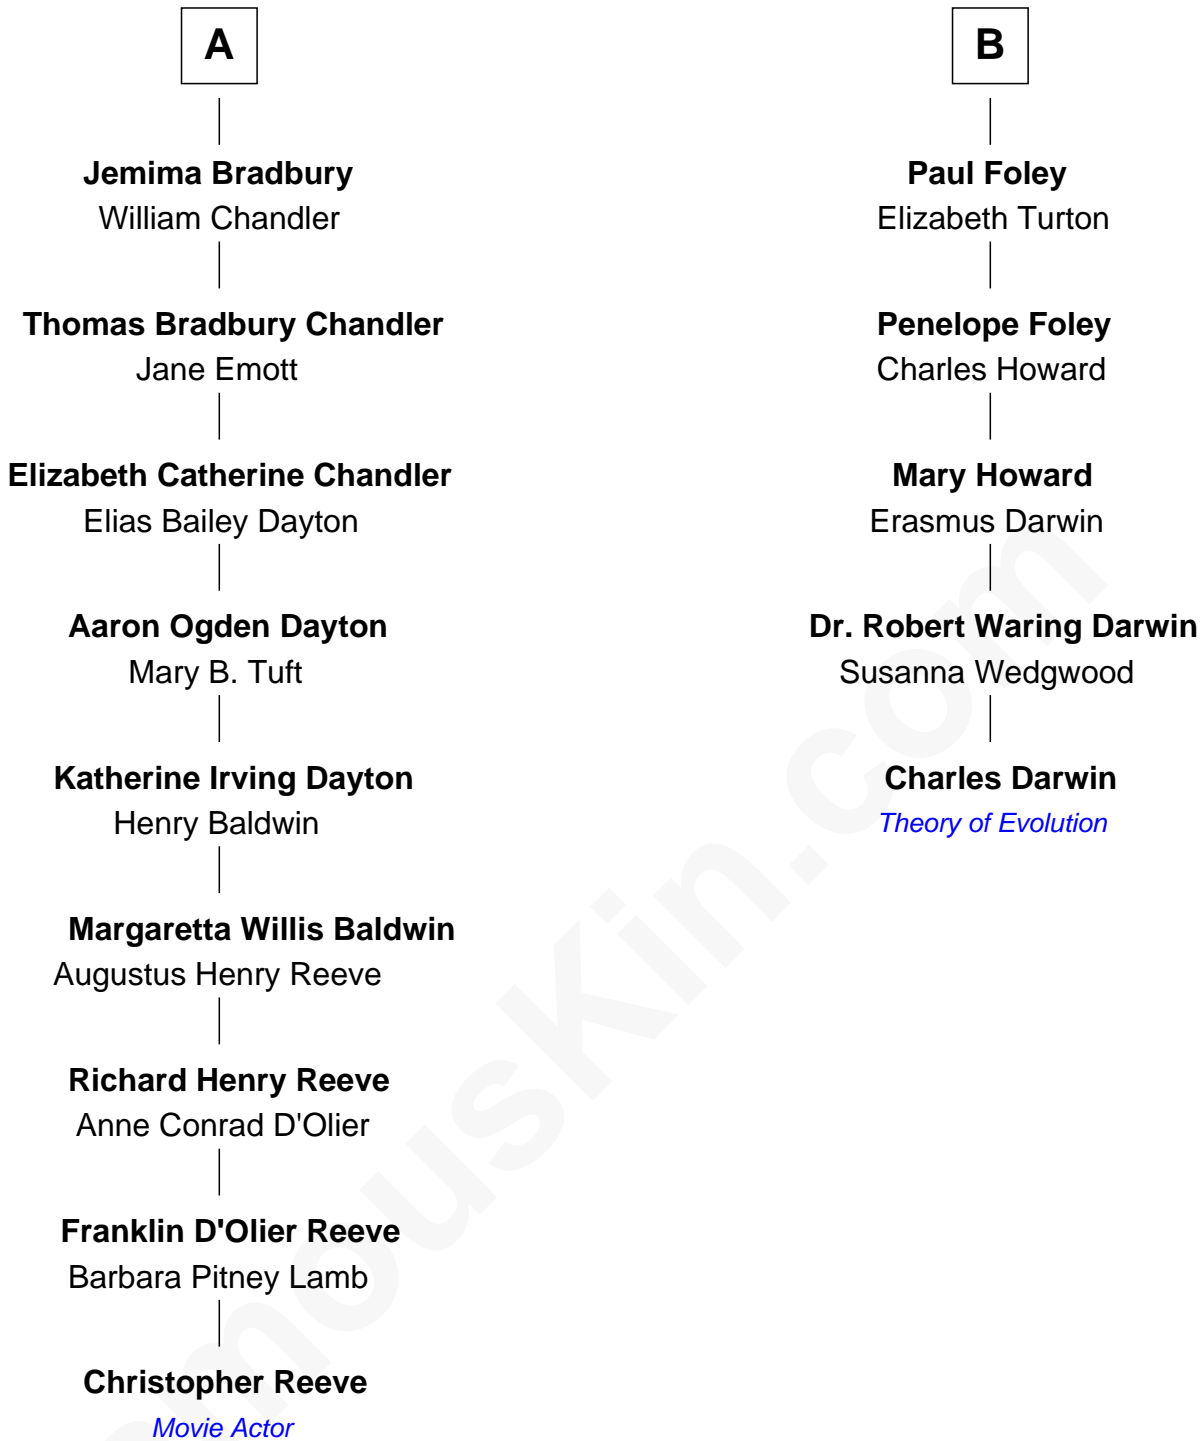 A
Jemima Bradbury
William Chandler
Thomas Bradbury Chandler
Jane Emott
Elizabeth Catherine Chandler
Elias Bailey Dayton
Aaron Ogden Dayton
Mary B. Tuft
Katherine Irving Dayton
Henry Baldwin
Margaretta Willis Baldwin
Augustus Henry Reeve
Richard Henry Reeve
Anne Conrad D'Olier
Franklin D'Olier Reeve
Barbara Pitney Lamb
Christopher Reeve
Movie Actor
B
Paul Foley
Elizabeth Turton
Penelope Foley
Charles Howard
Mary Howard
Erasmus Darwin
Dr. Robert Waring Darwin
Susanna Wedgwood
Charles Darwin
Theory of Evolution
mousKin.com